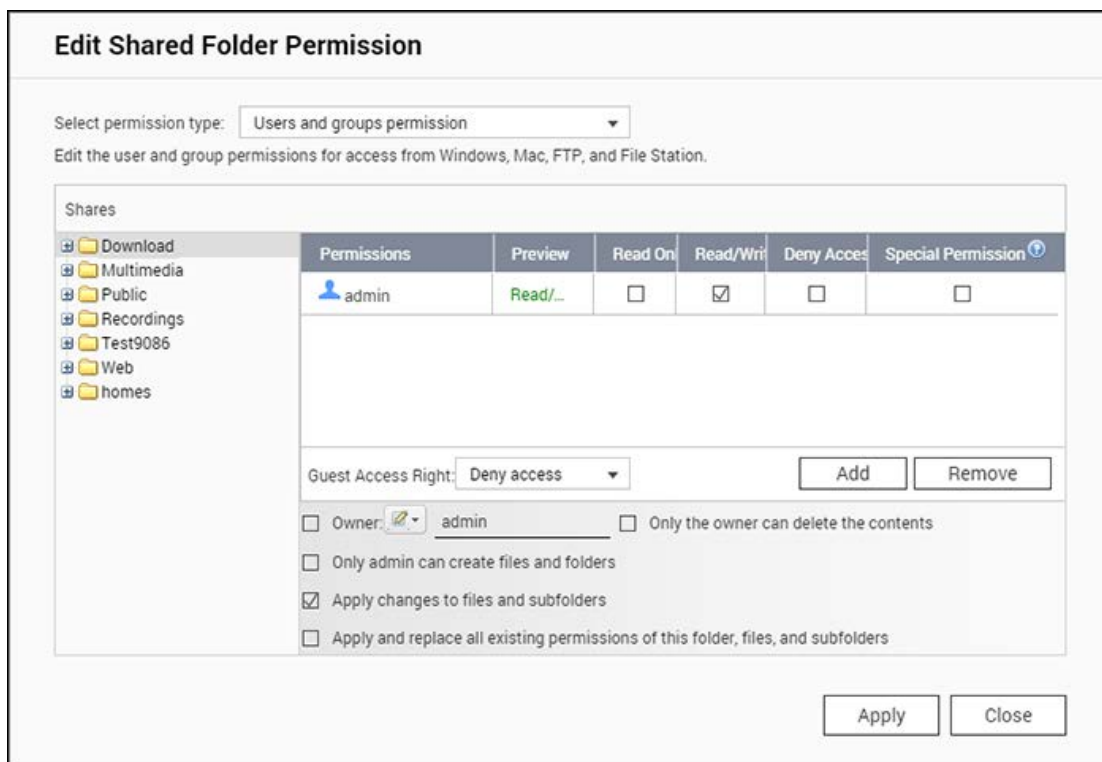 Edit Shared Folder Permission
Select permission type: Users and groups permission
Edit the user and group permissions for access from Windows, Mac, FTP, and File Station.
Shares
Download
Multimedia
Public
Recordings
Test9086
Web
homes
Permissions Preview Read On Read/Writ Deny Acces Special Permission ?
admin Read/...
Guest Access Right: Deny access Add Remove
Owner: admin Only the owner can delete the contents
Only admin can create files and folders
Apply changes to files and subfolders
Apply and replace all existing permissions of this folder, files, and subfolders
Apply Close